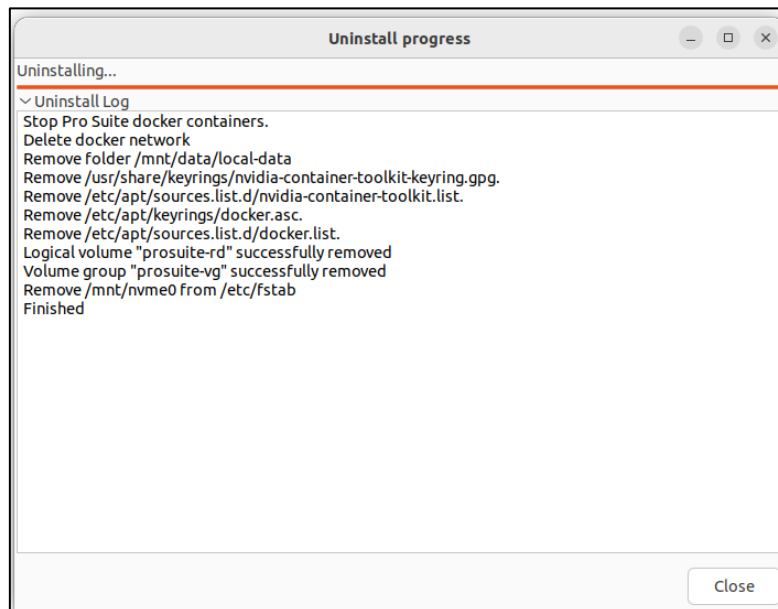 Uninstall progress
Uninstalling...
Uninstall Log
Stop Pro Suite docker containers.
Delete docker network
Remove folder /mnt/data/local-data
Remove /usr/share/keyrings/nvidia-container-toolkit-keyring.gpg.
Remove /etc/apt/sources.list.d/nvidia-container-toolkit.list.
Remove /etc/apt/keyrings/docker.asc.
Remove /etc/apt/sources.list.d/docker.list.
Logical volume "prosuite-rd" successfully removed
Volume group "prosuite-vg" successfully removed
Remove /mnt/nvme0 from /etc/fstab
Finished
Close